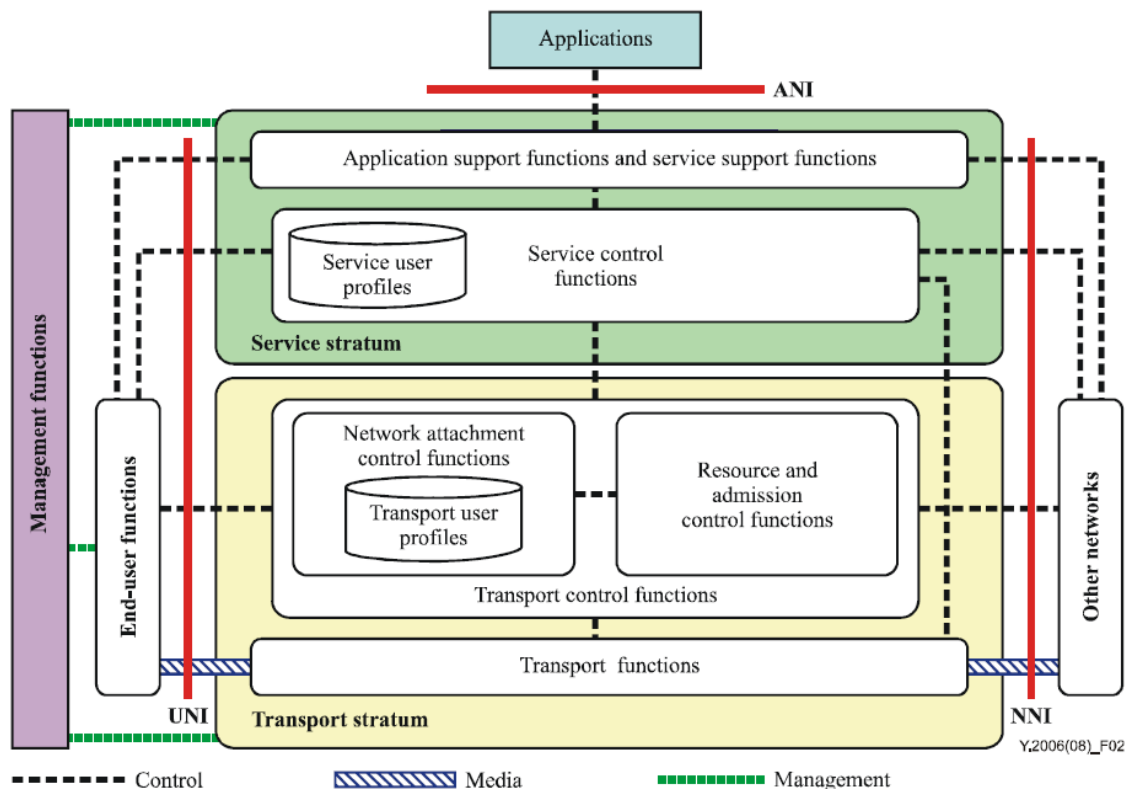 Applications
ANI
Application support functions and service support functions
Service user
profiles
Service control
functions
Service stratum
Management functions
End-user functions
Network attachment
control functions
Transport user
profiles
Resource and
admission
control functions
Transport control functions
Other networks
Transport functions
UNI
Transport stratum
NNI
Y.2006(08)_F02
Control
Media
Management